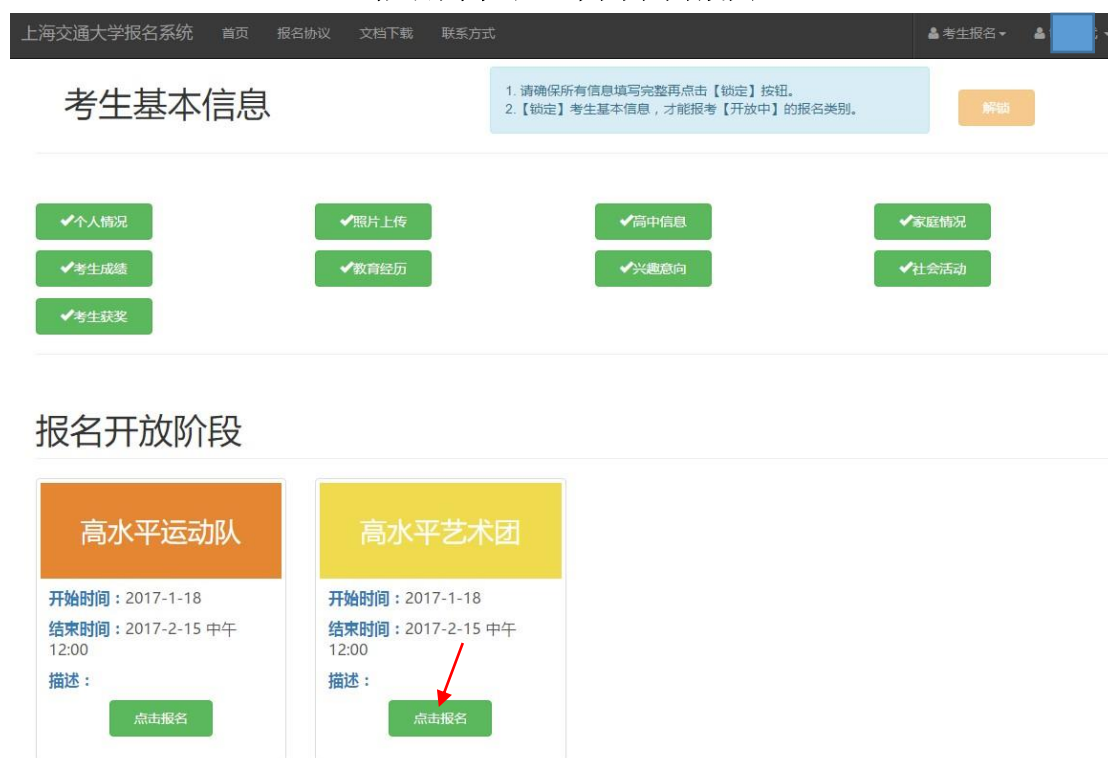 上海交通大学报名系统 首页 报名协议 文档下载 联系方式 考生报名
考生基本信息
1. 请确保所有信息填写完整再点击【锁定】按钮。
2.【锁定】考生基本信息，才能报考【开放中】的报名类别。
解锁
个人情况 照片上传 高中信息 家庭情况
考生成绩 教育经历 兴趣意向 社会活动
考生获奖
报名开放阶段
高水平运动队
开始时间：2017-1-18
结束时间：2017-2-15 中午
12:00
描述：
点击报名
高水平艺术团
开始时间：2017-1-18
结束时间：2017-2-15 中午
12:00
描述：
点击报名